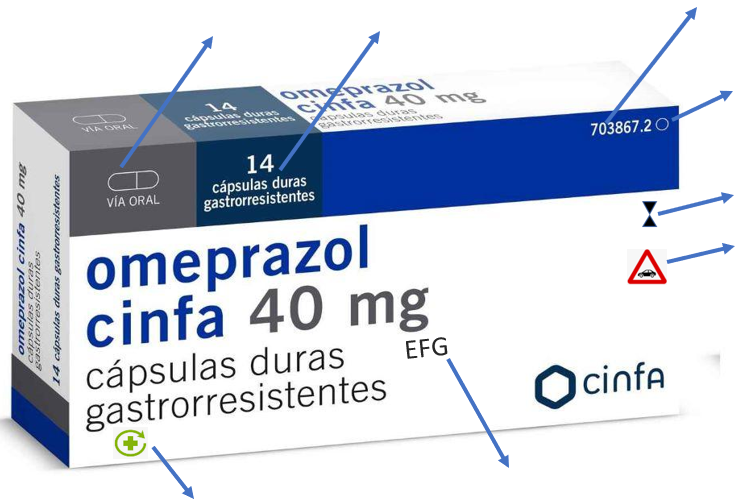 14
cápsulas duras
gastrorresistentes
omeprazol
cinfa 40 mg
cápsulas duras
gastrorresistentes
VÍA ORAL
703867.2
14
cápsulas duras
gastrorresistentes
VÍA ORAL
omeprazol
cinfa 40 mg
cápsulas duras
gastrorresistentes
EFG
cinfa
omeprazol cinfa 40 mg
cápsulas duras
gastrorresistentes
14 cápsulas duras gastrorresistentes